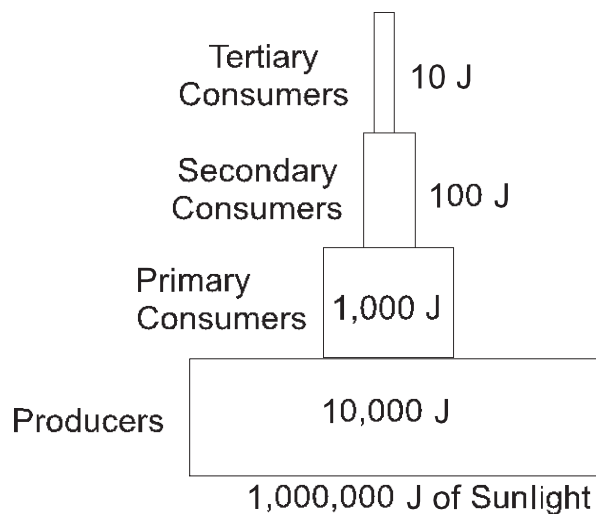 Tertiary
Consumers
10 J
Secondary
Consumers
100 J
Primary
Consumers
1,000 J
Producers
10,000 J
1,000,000 J of Sunlight